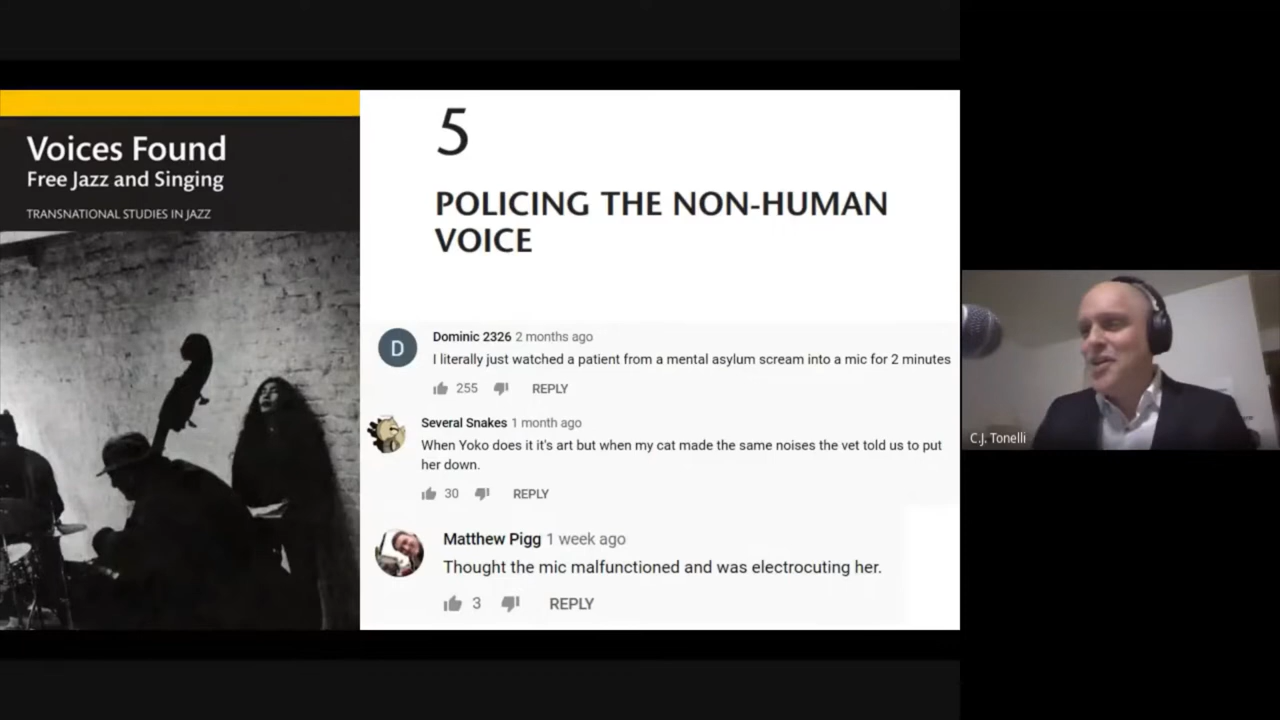 Voices Found
Free Jazz and Singing
TRANSNATIONAL STUDIES IN JAZZ
5
POLICING THE NON-HUMAN
VOICE
D
Dominic 2326 2 months ago
I literally just watched a patient from a mental asylum scream into a mic for 2 minutes
255 REPLY
Several Snakes 1 month ago
When Yoko does it it's art but when my cat made the same noises the vet told us to put
her down.
30 REPLY
Matthew Pigg 1 week ago
Thought the mic malfunctioned and was electrocuting her.
3 REPLY
C.J. Tonelli